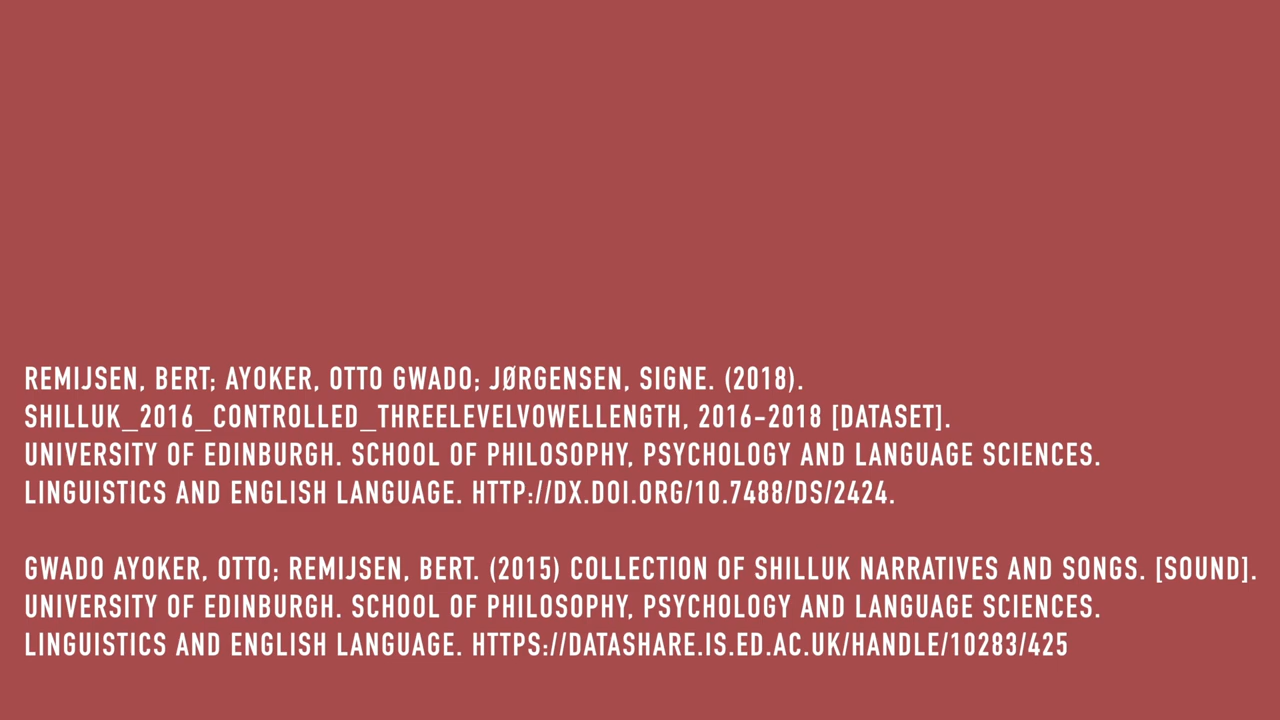 REMIJSEN, BERT; AYOKER, OTTO GWADO; JØRGENSEN, SIGNE. (2018).
SHILLUK_2016_CONTROLLED_THREELEVELVOWELLENGTH, 2016-2018 [DATASET].
UNIVERSITY OF EDINBURGH. SCHOOL OF PHILOSOPHY, PSYCHOLOGY AND LANGUAGE SCIENCES.
LINGUISTICS AND ENGLISH LANGUAGE. HTTP://DX.DOI.ORG/10.7488/DS/2424.
GWADO AYOKER, OTTO; REMIJSEN, BERT. (2015) COLLECTION OF SHILLUK NARRATIVES AND SONGS. [SOUND].
UNIVERSITY OF EDINBURGH. SCHOOL OF PHILOSOPHY, PSYCHOLOGY AND LANGUAGE SCIENCES.
LINGUISTICS AND ENGLISH LANGUAGE. HTTPS://DATASHARE.IS.ED.AC.UK/HANDLE/10283/425